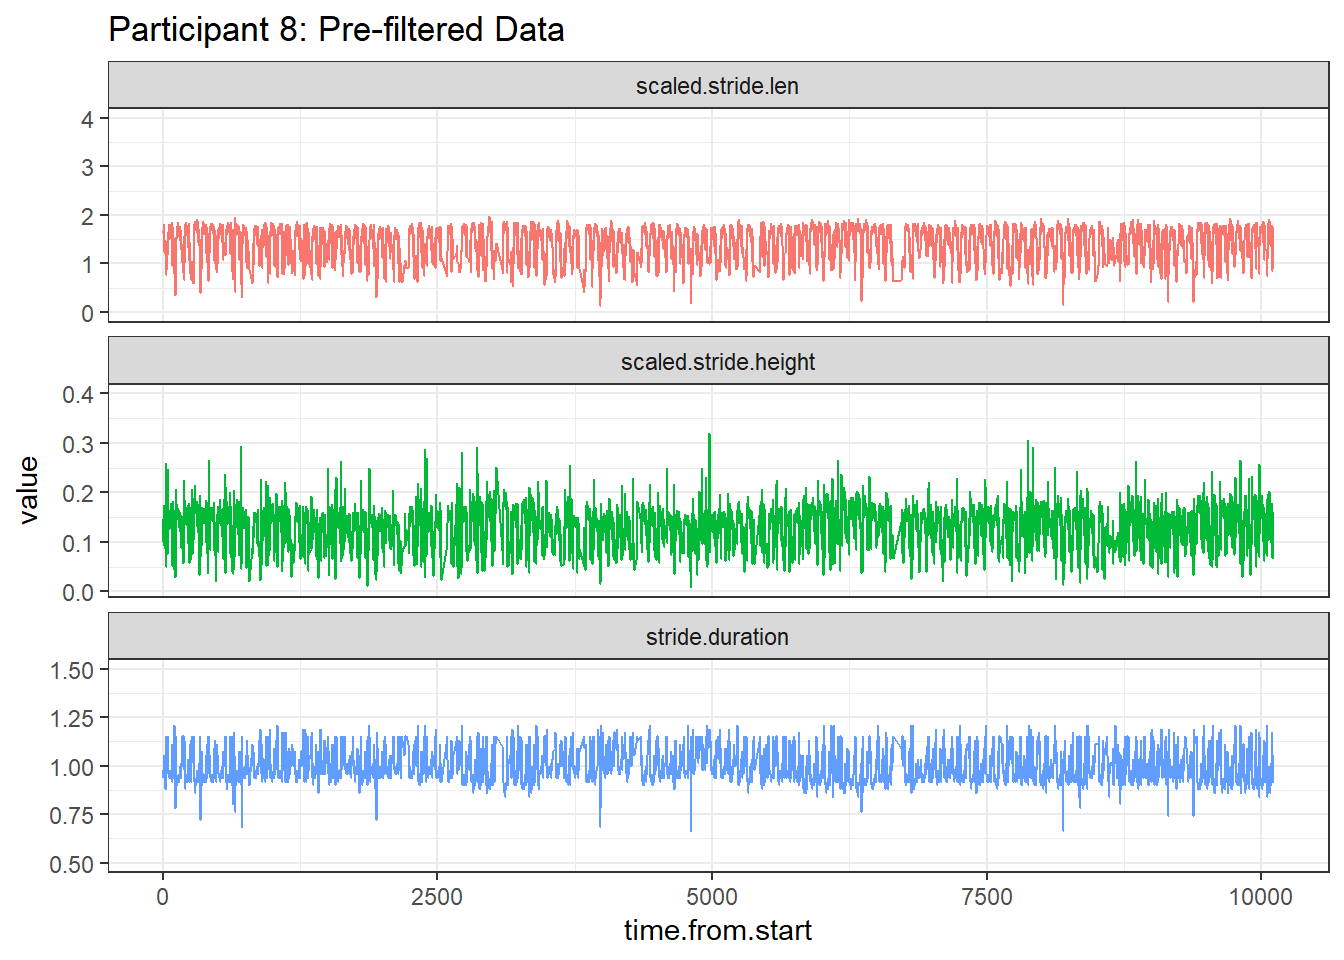 Participant 8: Pre-filtered Data
scaled.stride.len
4
3
2
1
0
scaled.stride.height
0.4
0.3
0.2
0.1
0.0
value
stride.duration
1.50
1.25
1.00
0.75
0.50
0 2500 5000 7500 10000
time.from.start